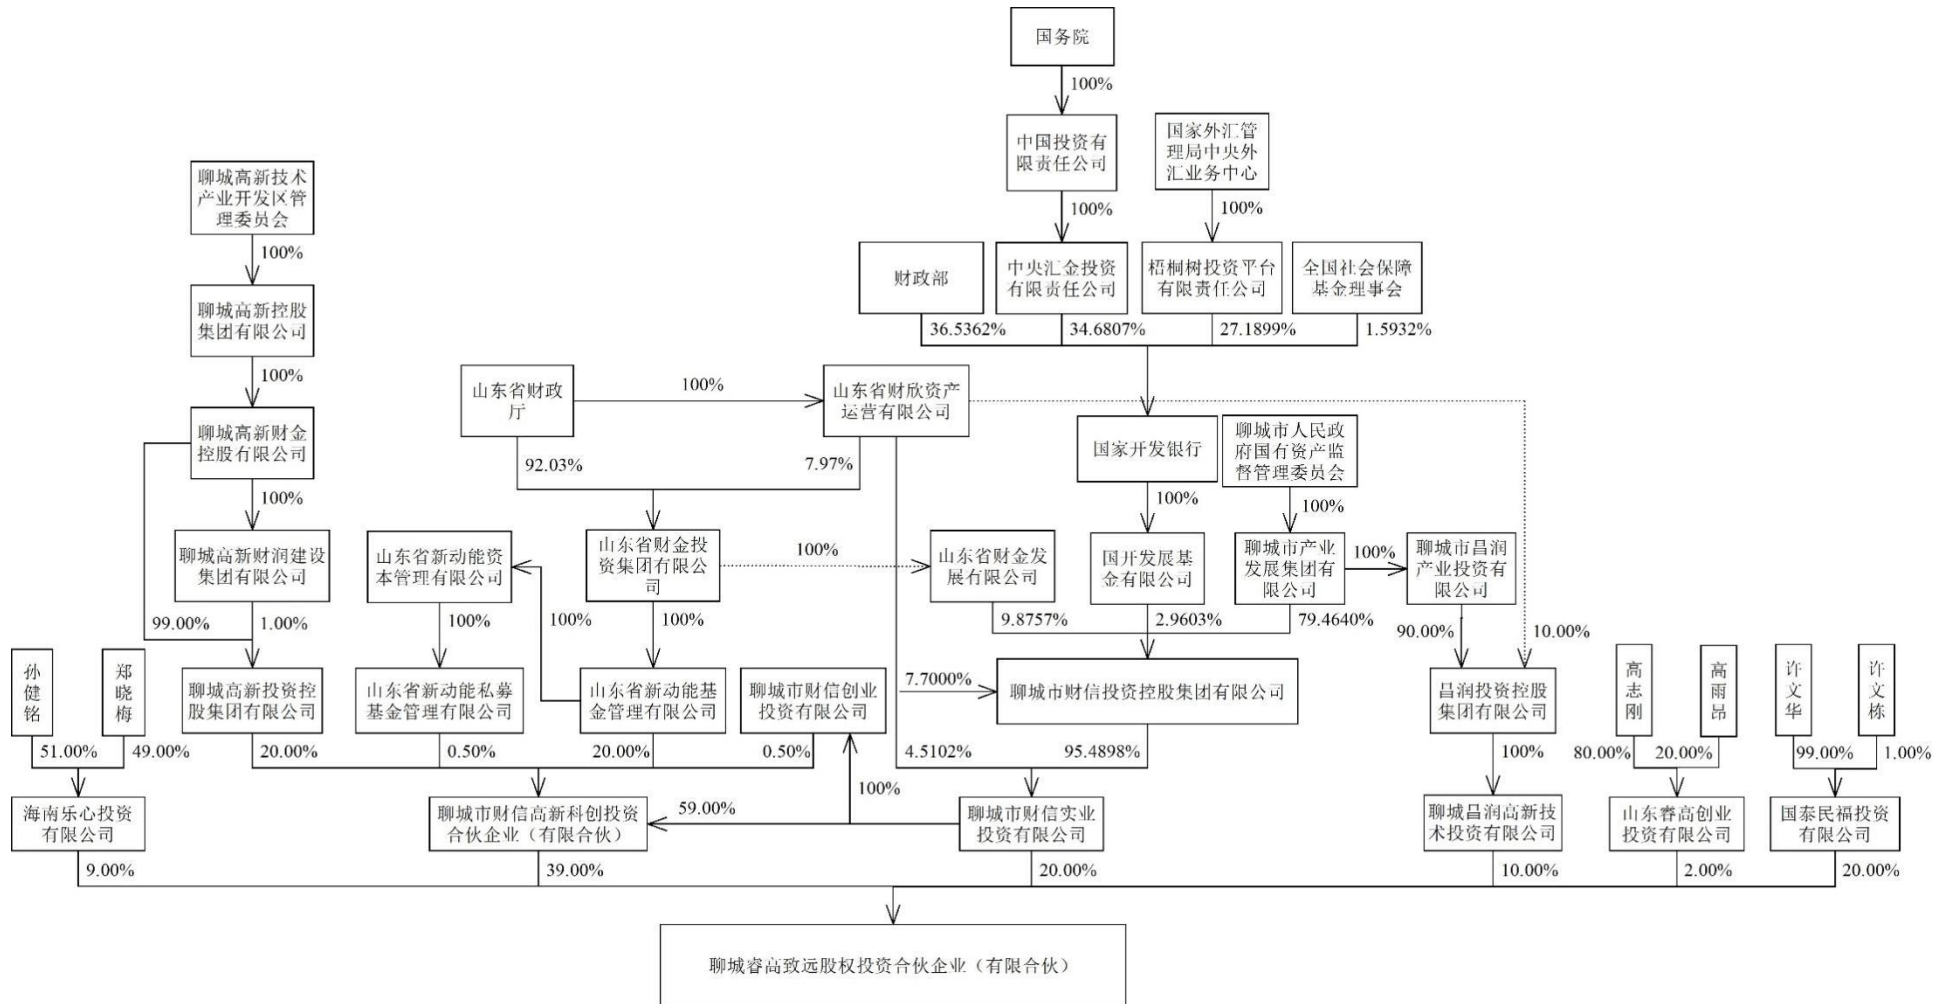 国务院
100%
中国投资有
限责任公司
国家外汇管
理局中央外
汇业务中心
聊城高新技术
产业开发区管
理委员会
100%
100%
100%
财政部
中央汇金投资
有限责任公司
梧桐树投资平台
有限责任公司
全国社会保障
基金理事会
聊城高新控股
集团有限公司
36.5362%
34.6807%
27.1899%
1.5932%
100%
山东省财政
厅
100%
山东省财欣资产
运营有限公司
聊城高新财金
控股有限公司
国家开发银行
聊城市人民政
府国有资产监
督管理委员会
92.03%
7.97%
100%
100%
100%
聊城高新财润建设
集团有限公司
山东省新动能资
本管理有限公司
山东省财金投
资集团有限公
司
100%
山东省财金发
展有限公司
国开发展基
金有限公司
聊城市产业
发展集团有
限公司
100%
聊城市昌润
产业投资有
限公司
99.00%
1.00%
100%
100%
100%
9.8757%
2.9603%
79.4640%
90.00%
10.00%
孙健铭
郑晓梅
聊城高新投资控
股集团有限公司
山东省新动能私募
基金管理有限公司
山东省新动能基
金管理有限公司
聊城市财信创业
投资有限公司
7.7000%
聊城市财信投资控股集团有限公司
昌润投资控股
集团有限公司
高志刚
高雨昂
许文华
许文栋
51.00%
49.00%
20.00%
0.50%
20.00%
0.50%
4.5102%
95.4898%
100%
80.00%
20.00%
99.00%
1.00%
海南乐心投资
有限公司
聊城市财信高新科创投资
合伙企业（有限合伙）
59.00%
100%
聊城市财信实业
投资有限公司
聊城昌润高新技
术投资有限公司
山东睿高创业
投资有限公司
国泰民福投资
有限公司
9.00%
39.00%
20.00%
10.00%
2.00%
20.00%
聊城睿高致远股权投资合伙企业（有限合伙）